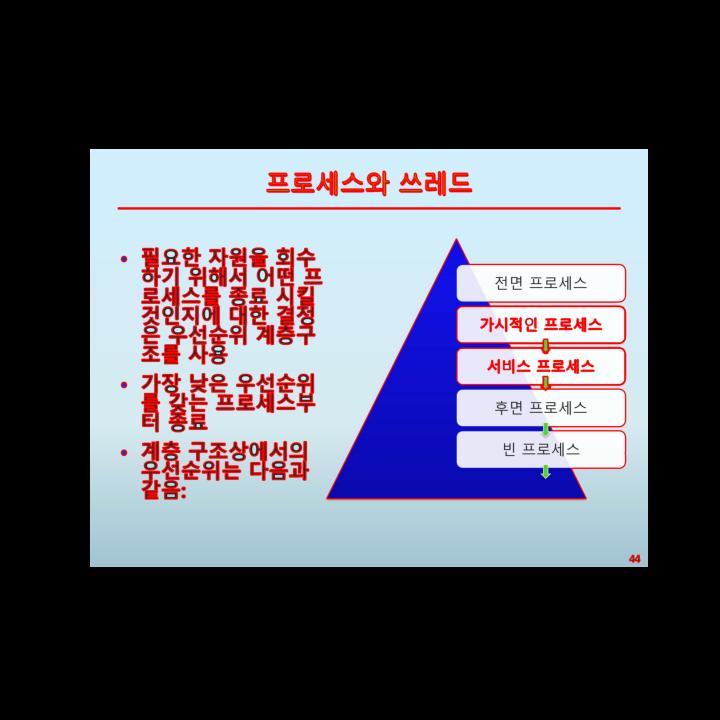 프로세스와 쓰레드
• 필요한 자원을 회수
하기 위해서 어떤 프
로세스를 종료 시킬
것인지에 대한 결정
은 우선순위 계층구
조를 사용
• 가장 낮은 우선순위
를 갖는 프로세스부
터 종료
• 계층 구조상에서의
우선순위는 다음과
같음:
전면 프로세스
가시적인 프로세스
서비스 프로세스
후면 프로세스
빈 프로세스
44